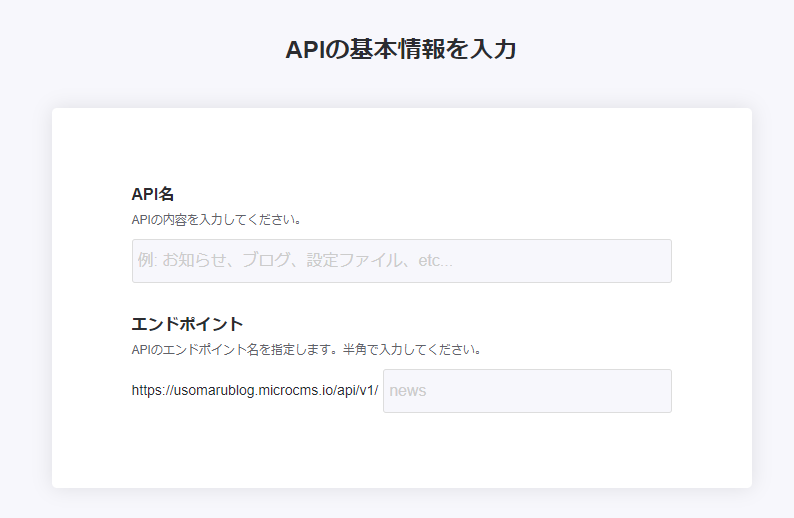 APIの基本情報を入力
API名
APIの内容を入力してください。
例: お知らせ、ブログ、設定ファイル、etc...
エンドポイント
APIのエンドポイント名を指定します。半角で入力してください。
https://usomarublog.microcms.io/api/v1/ news